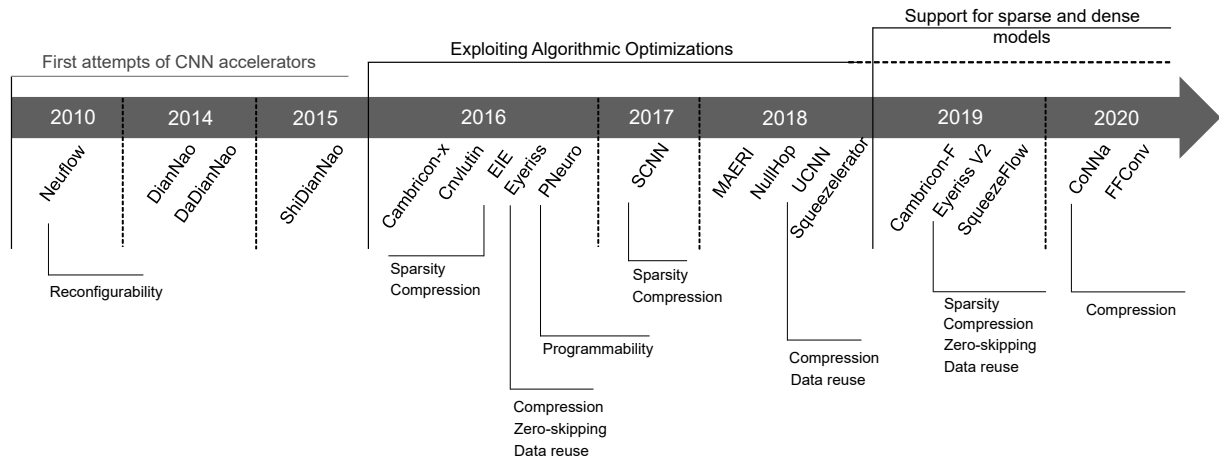 Support for sparse and dense
models
Exploiting Algorithmic Optimizations
First attempts of CNN accelerators
2010
2014
2015
2016
2017
2018
2019
2020
Neuflow
DianNao
DaDianNao
ShiDianNao
Cambricon-x
Cnvlutin
EIE
Eyeriss
PNeuro
SCNN
MAERI
NullHop
UCNN
Squeezelerator
Cambricon-F
Eyeriss V2
SqueezeFlow
CoNNa
FFConv
Reconfigurability
Sparsity
Compression
Compression
Zero-skipping
Data reuse
Programmability
Sparsity
Compression
Compression
Data reuse
Sparsity
Compression
Zero-skipping
Data reuse
Compression